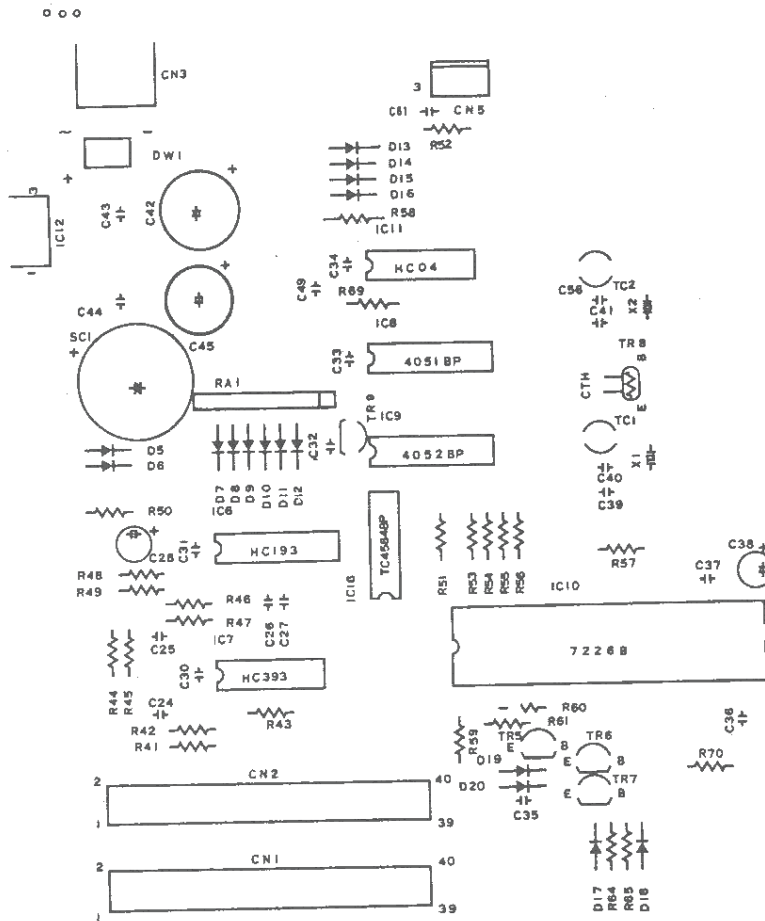 CN3
3
CN5
C61
R52
~
-
DW1
+
D13
D14
D15
D16
3
IC12
1
C43
C42
+
R58
IC11
HC04
C34
C49
R69
IC8
C44
C45
+
SC1
+
C56
TC2
C41
X2
TR8
B
E
CTH
C33
4051BP
RA1
TR9
IC9
C32
4052BP
TC1
X1
C40
C39
D5
D6
D7
D8
D9
D10
D11
D12
IC6
R50
C28
+
C31
HC193
R48
R49
R46
R47
IC7
C26
C27
IC16
TC4584BP
R51
R53
R54
R55
R56
R57
C37
C38
IC10
7226B
C25
C30
HC393
R44
R45
C24
R42
R41
R43
R60
R61
R59
TR5
E
B
TR6
E
B
TR7
E
B
C36
R70
D19
D20
C35
2
CN2
40
1
39
2
CN1
40
1
39
D17
R64
R65
D18